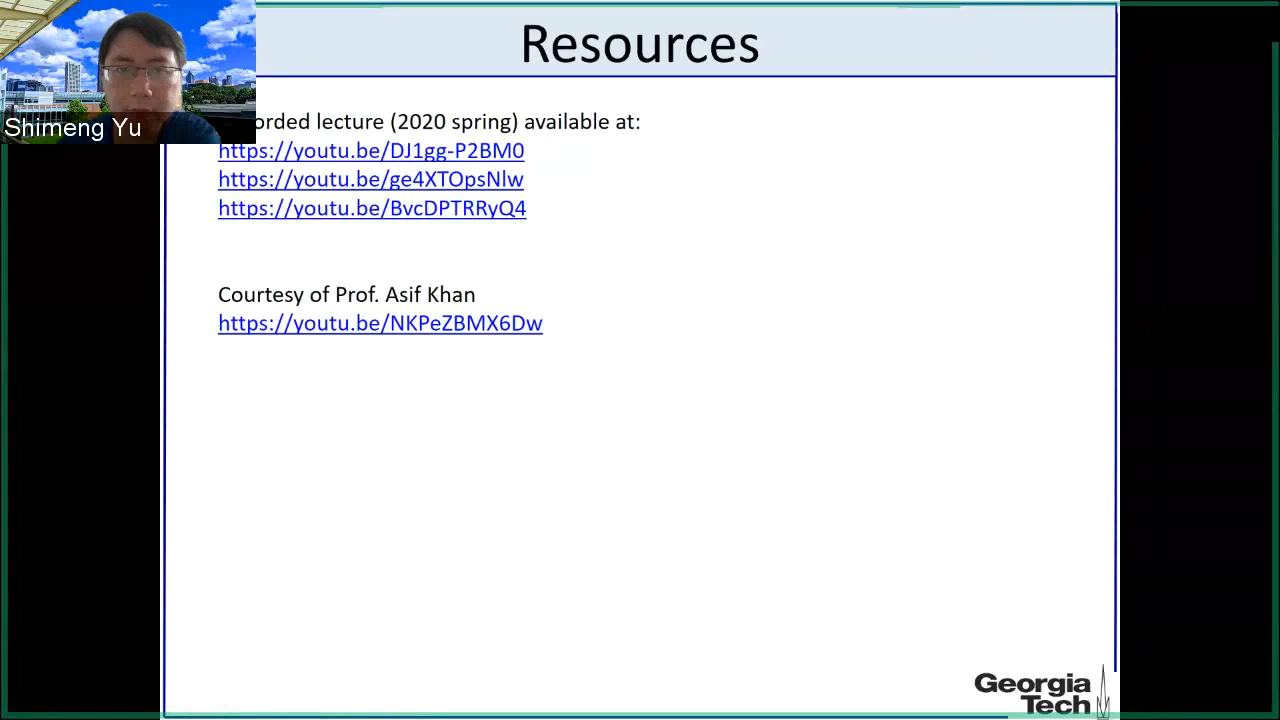 Resources
Shimeng Yu
orded lecture (2020 spring) available at:
https://youtu.be/DJ1gg-P2BM0
https://youtu.be/ge4XTOpsNlw
https://youtu.be/BvcDPTRRyQ4
Courtesy of Prof. Asif Khan
https://youtu.be/NKPeZBMX6Dw
Georgia
Tech